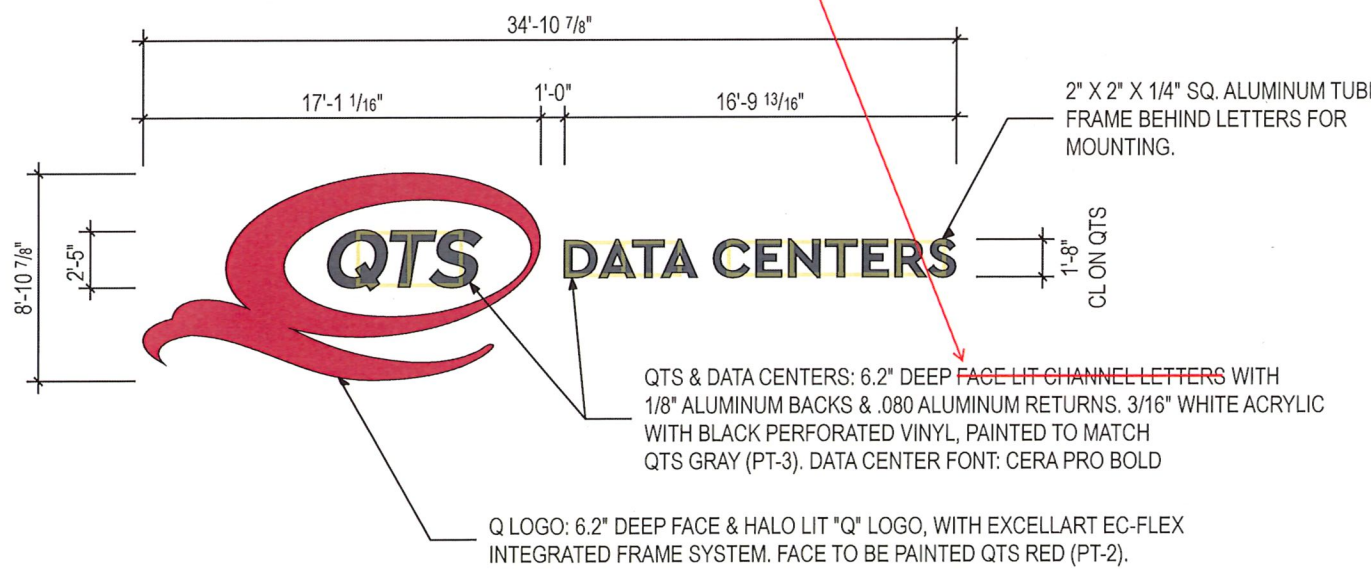 34'-10 7/8"
17'-1 1/16"
1'-0"
16'-9 13/16"
2" X 2" X 1/4" SQ. ALUMINUM TUBE
FRAME BEHIND LETTERS FOR
MOUNTING.
8'-10 7/8"
2'-5"
QTS
DATA CENTERS
1'-8"
CL ON QTS
QTS & DATA CENTERS: 6.2" DEEP FACE LIT CHANNEL LETTERS WITH
1/8" ALUMINUM BACKS & .080 ALUMINUM RETURNS. 3/16" WHITE ACRYLIC
WITH BLACK PERFORATED VINYL, PAINTED TO MATCH
QTS GRAY (PT-3). DATA CENTER FONT: CERA PRO BOLD
Q LOGO: 6.2" DEEP FACE & HALO LIT "Q" LOGO, WITH EXCELLART EC-FLEX
INTEGRATED FRAME SYSTEM. FACE TO BE PAINTED QTS RED (PT-2).